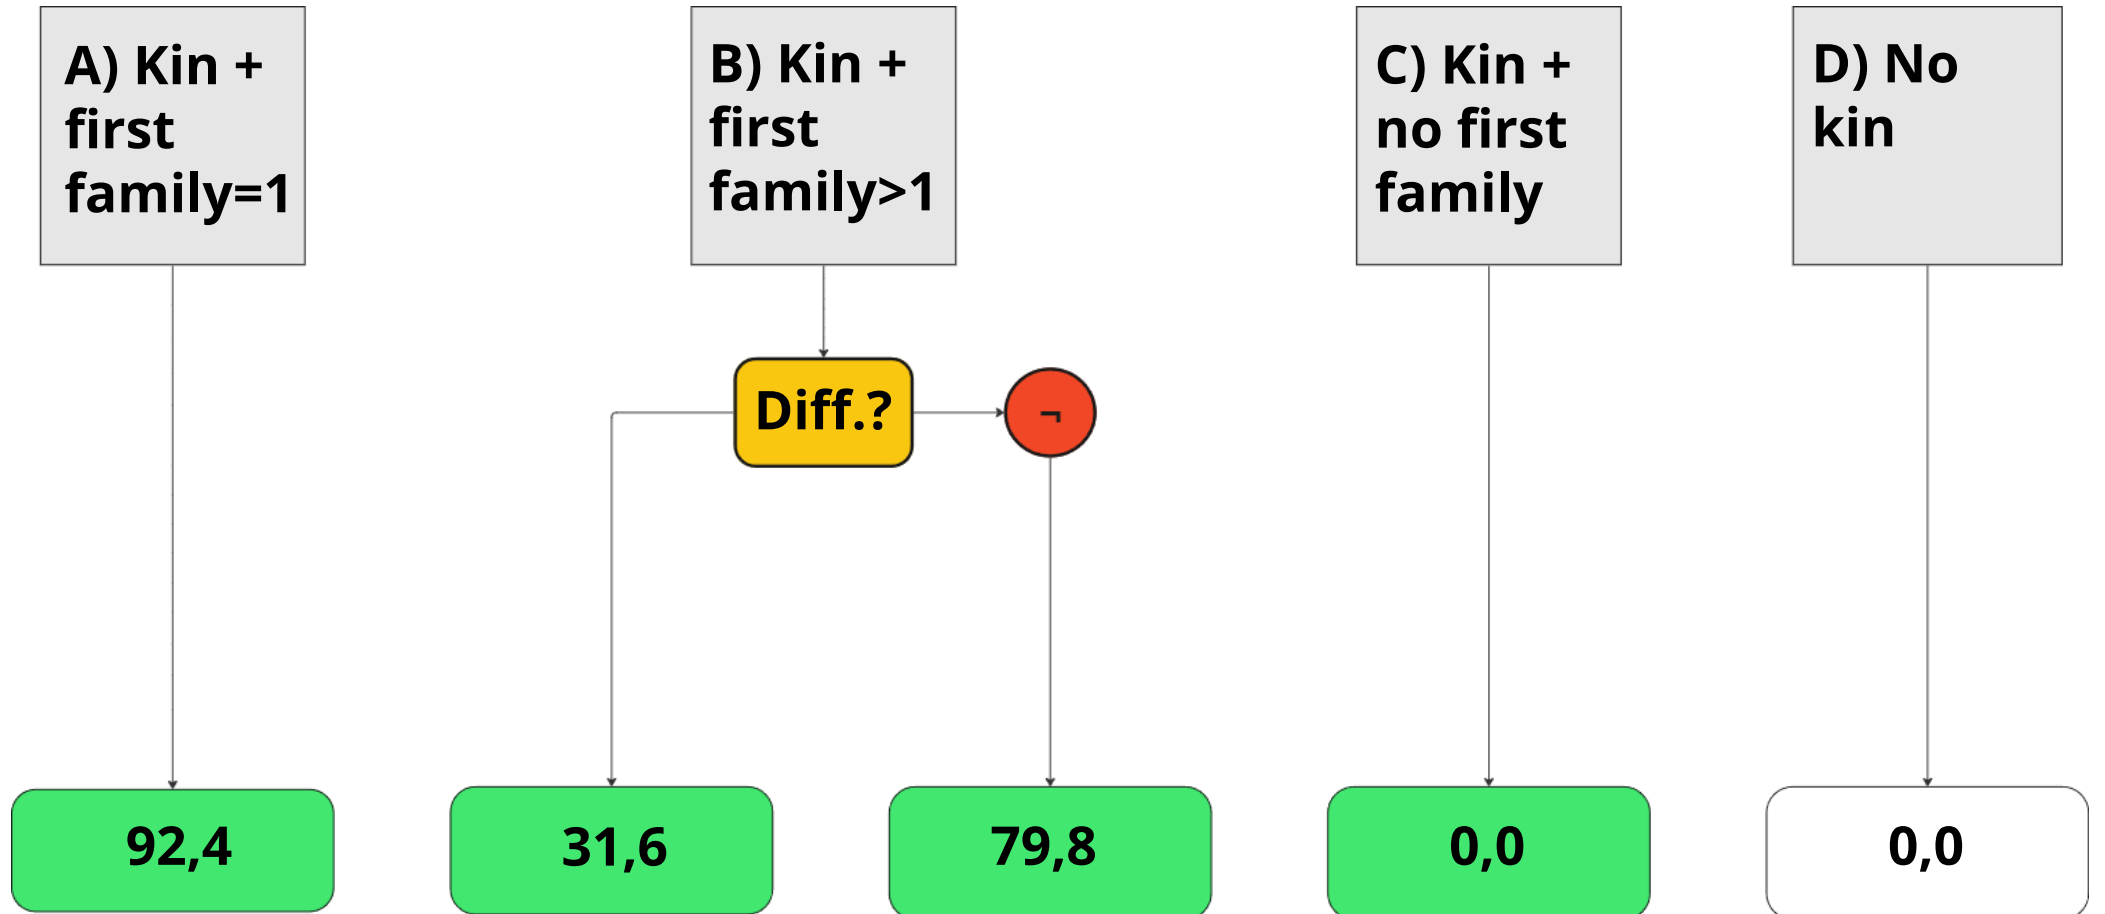 A) Kin +
first
family=1
B) Kin +
first
family>1
C) Kin +
no first
family
D) No
kin
Diff.?
¬
92,4
31,6
79,8
0,0
0,0